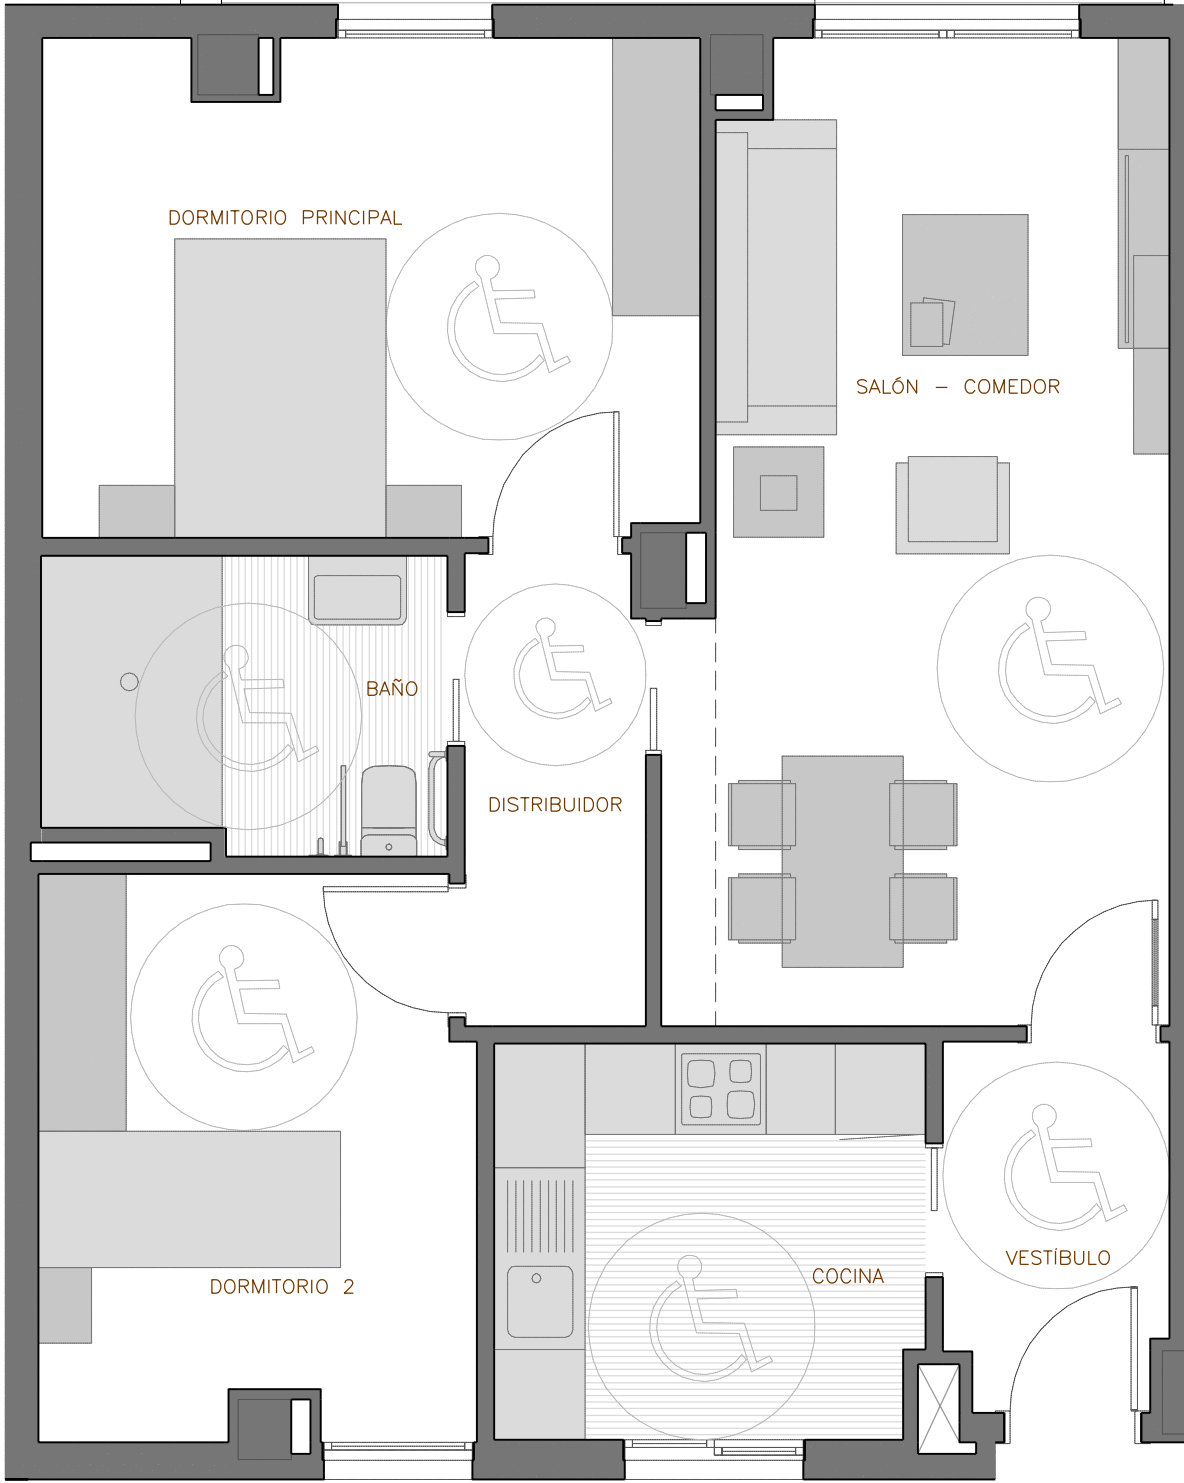 DORMITORIO PRINCIPAL
SALÓN - COMEDOR
BAÑO
DISTRIBUIDOR
VESTÍBULO
COCINA
DORMITORIO 2